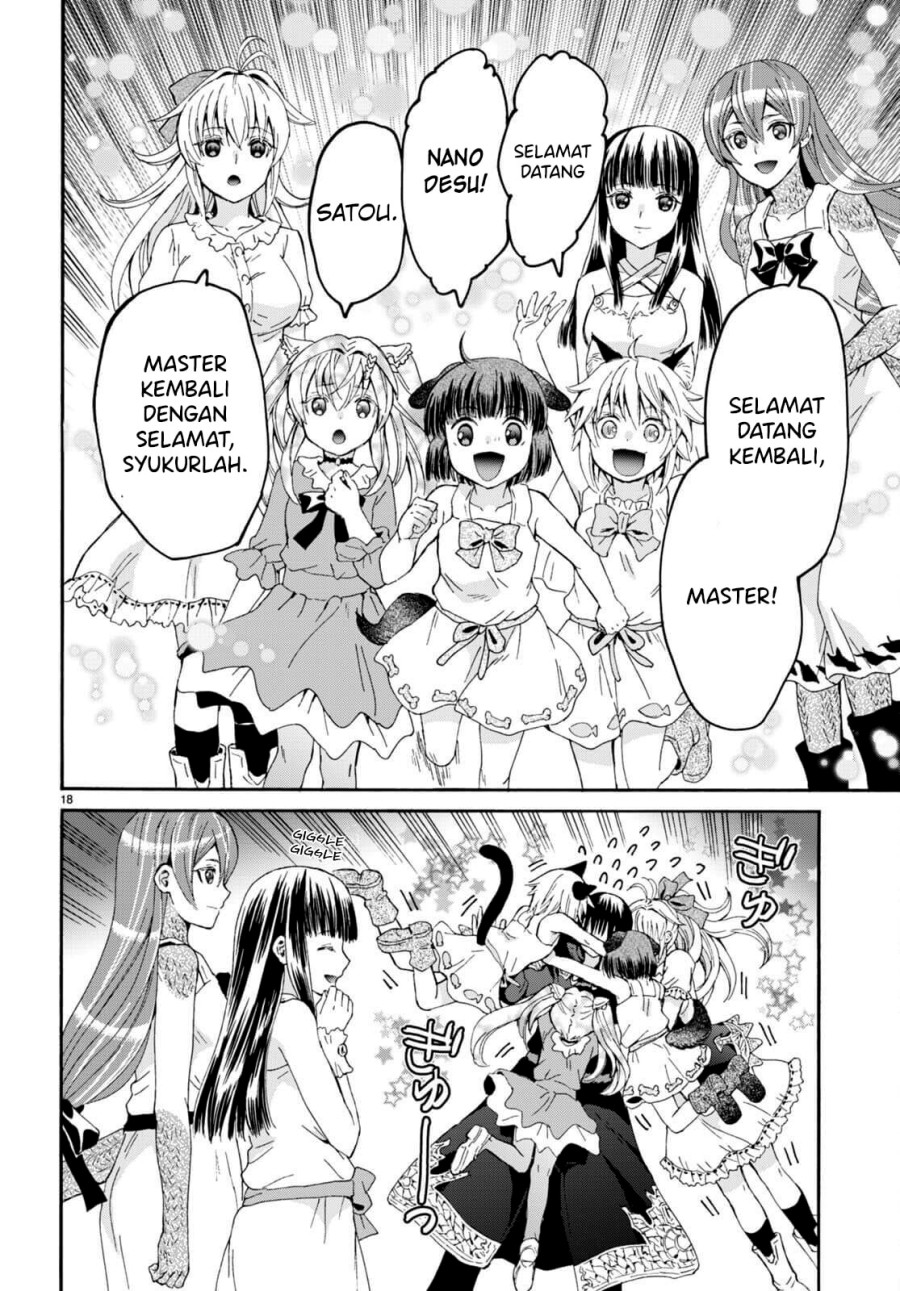 SELAMAT
DATANG
NANO
DESU!
SATOU.
SELAMAT
DATANG
KEMBALI,
MASTER!
MASTER
KEMBALI
DENGAN
SELAMAT,
SYUKURLAH.
18
GIGGLE
GIGGLE
ぎゅ
ぎゅーっ